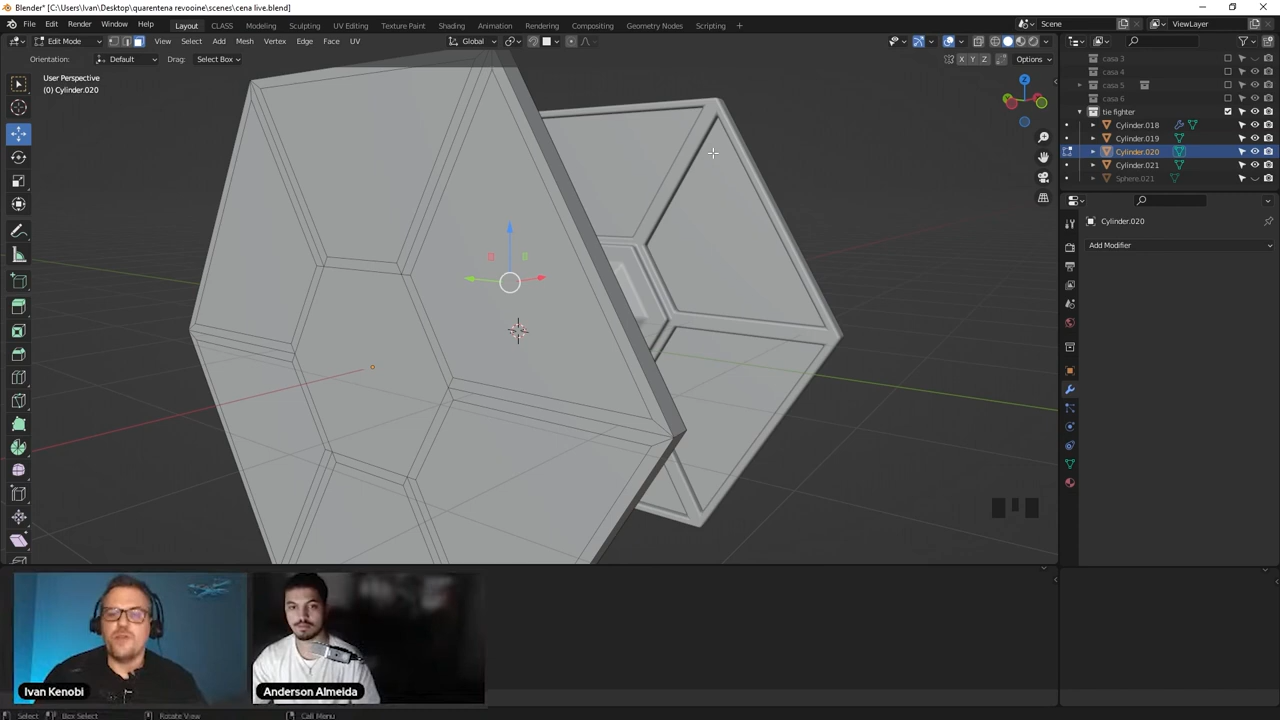 Blender* [C:\Users\Ivan\Desktop\quarentena revooine\scenes\cena live.blend]
File Edit Render Window Help Layout CLASS Modeling Sculpting UV Editing Texture Paint Shading Animation Rendering Compositing Geometry Nodes Scripting + Scene ViewLayer
Edit Mode View Select Add Mesh Vertex Edge Face UV Global
Orientation: Default Drag: Select Box X Y Z Options
User Perspective
(0) Cylinder.020
Z
casa 3
casa 4
casa 5
casa 6
tie fighter
Cylinder.018
Cylinder.019
Cylinder.020
Cylinder.021
Sphere.021
Cylinder.020
Add Modifier
Ivan Kenobi
Anderson Almeida
Select Box Select Rotate View Call Menu